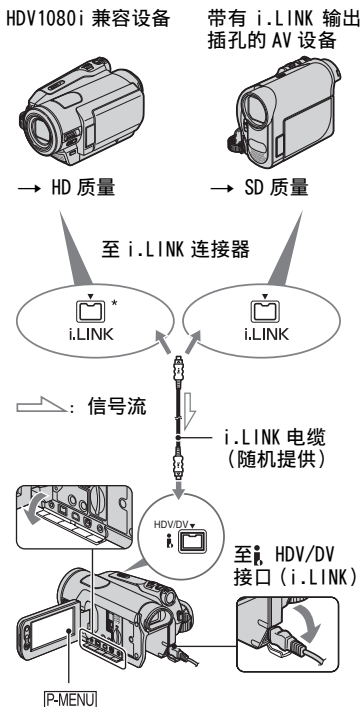 HDV1080i 兼容设备
带有 i.LINK 输出
插孔的 AV 设备
→ HD 质量
→ SD 质量
至 i.LINK 连接器
*
i.LINK
i.LINK
：信号流
i.LINK 电缆
（随机提供）
HDV/DV
至 HDV/DV
接口（i.LINK）
P-MENU